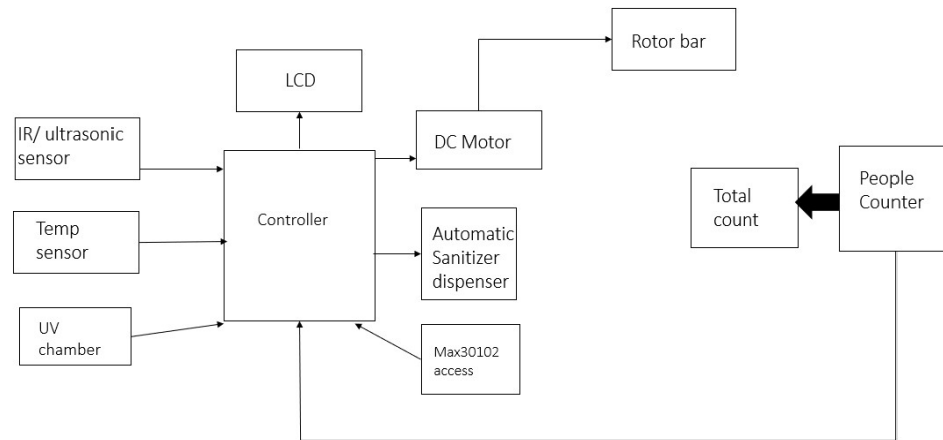 Rotor bar
LCD
IR/ ultrasonic
sensor
DC Motor
People
Counter
Total
count
Controller
Temp
sensor
Automatic
Sanitizer
dispenser
UV
chamber
Max30102
access